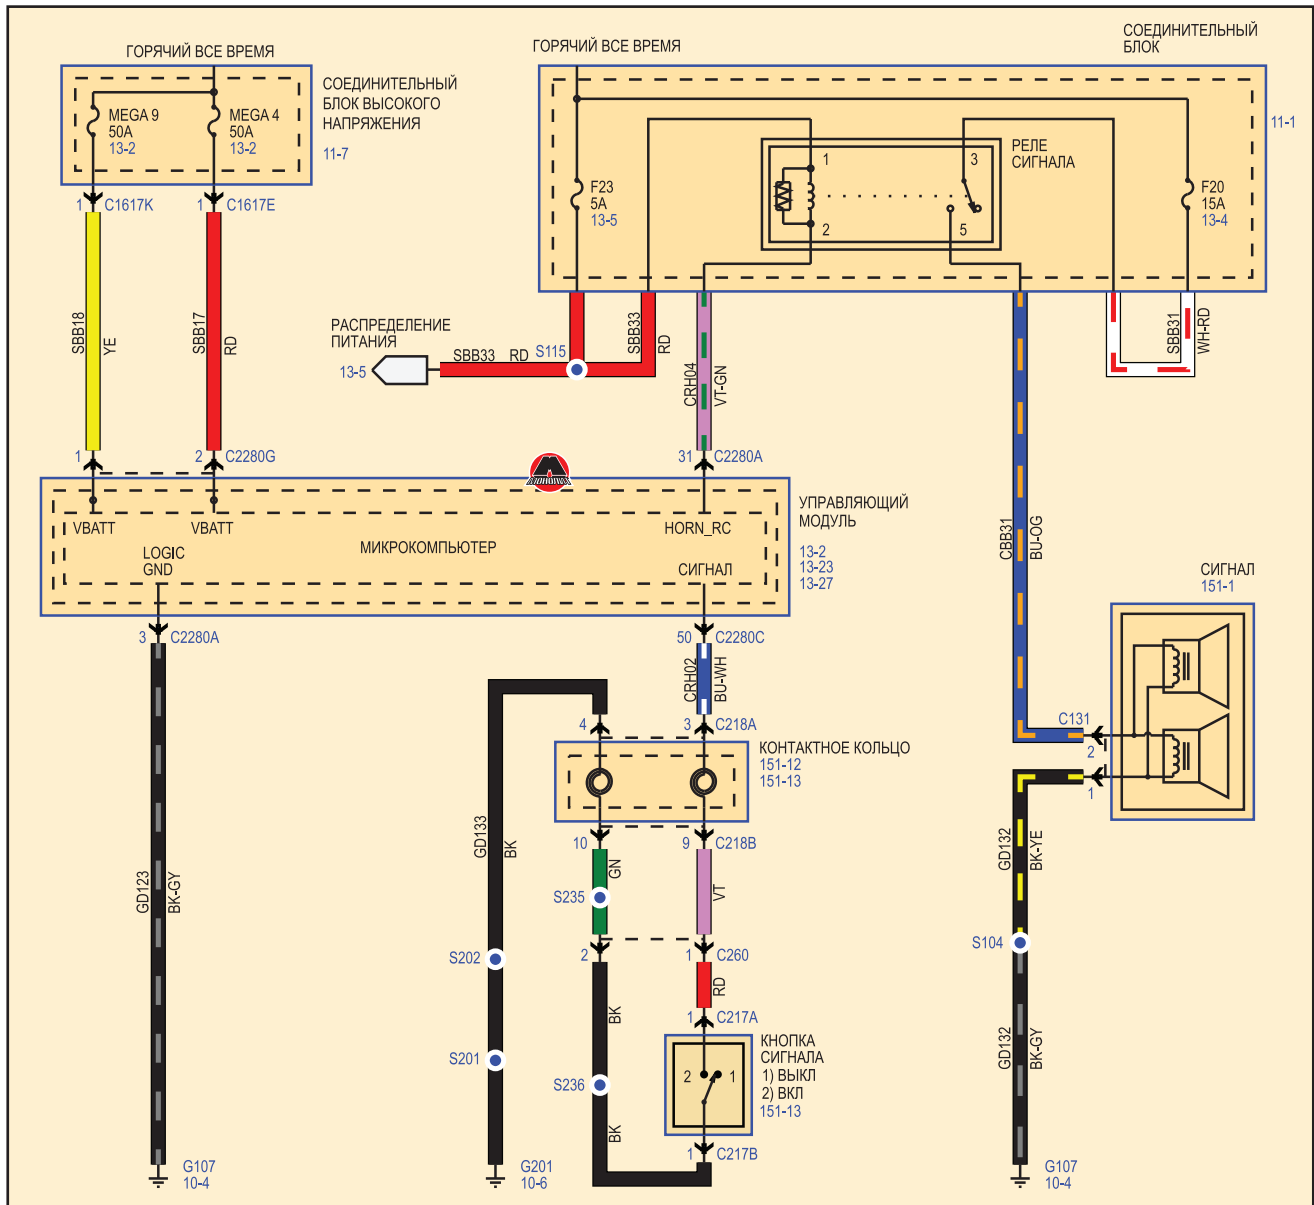 ГОРЯЧИЙ ВСЕ ВРЕМЯ
ГОРЯЧИЙ ВСЕ ВРЕМЯ
СОЕДИНИТЕЛЬНЫЙ
БЛОК
MEGA 9
50A
13-2
MEGA 4
50A
13-2
СОЕДИНИТЕЛЬНЫЙ
БЛОК ВЫСОКОГО
НАПРЯЖЕНИЯ
11-7
11-1
F23
5A
13-5
1
2
3
5
РЕЛЕ
СИГНАЛА
F20
15A
13-4
1
C1617K
1
C1617E
SBB18
YE
SBB17
RD
РАСПРЕДЕЛЕНИЕ
ПИТАНИЯ
13-5
SBB33
RD
S115
SBB33
RD
CRH04
VT-GN
SBB31
WH-RD
1
2
C2280G
31
C2280A
CBB31
BU-OG
VBATT
VBATT
HORN_RC
LOGIC
GND
МИКРОКОМПЬЮТЕР
СИГНАЛ
УПРАВЛЯЮЩИЙ
МОДУЛЬ
13-2
13-23
13-27
СИГНАЛ
151-1
3
C2280A
50
C2280C
CRH02
BU-WH
4
3
C218A
КОНТАКТНОЕ КОЛЬЦО
151-12
151-13
C131
2
1
10
9
C218B
GD133
BK
GN
VT
GD132
BK-YE
GD123
BK-GY
S235
S202
2
1
C260
S104
RD
BK
1
C217A
S201
S236
КНОПКА
СИГНАЛА
1) ВЫКЛ
2) ВКЛ
151-13
2
1
GD132
BK-GY
BK
1
C217B
G107
10-4
G201
10-6
G107
10-4